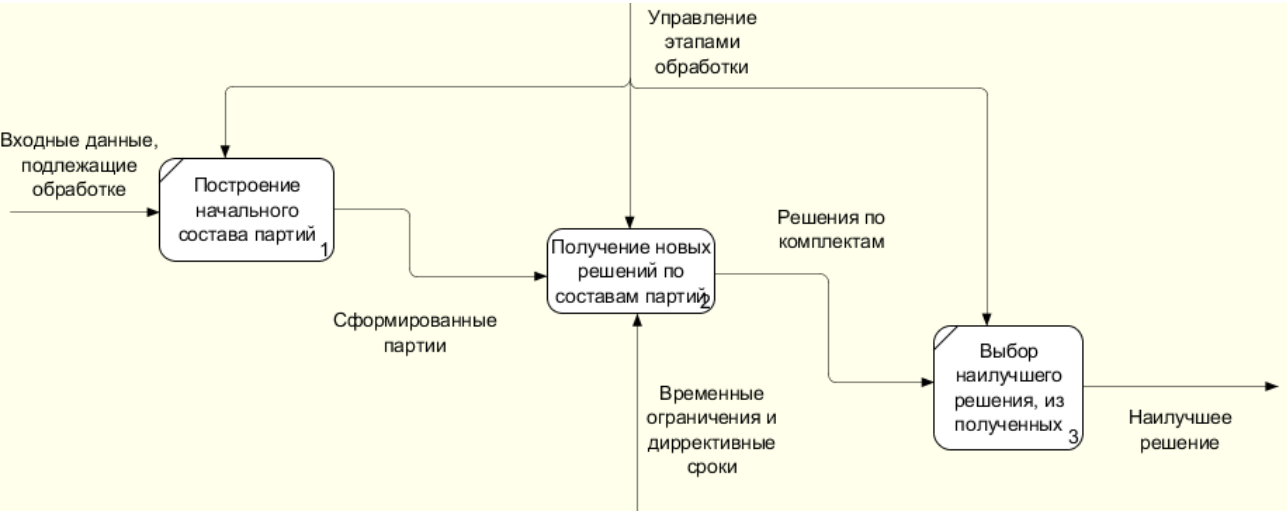 Управление
этапами
обработки
Входные данные,
подлежащие
обработке
Построение
начального
состава партий
1
Сформированные
партии
Получение новых
решений по
составам партий
2
Решения по
комплектам
Временные
ограничения и
диррективные
сроки
Выбор
наилучшего
решения, из
полученных
3
Наилучшее
решение